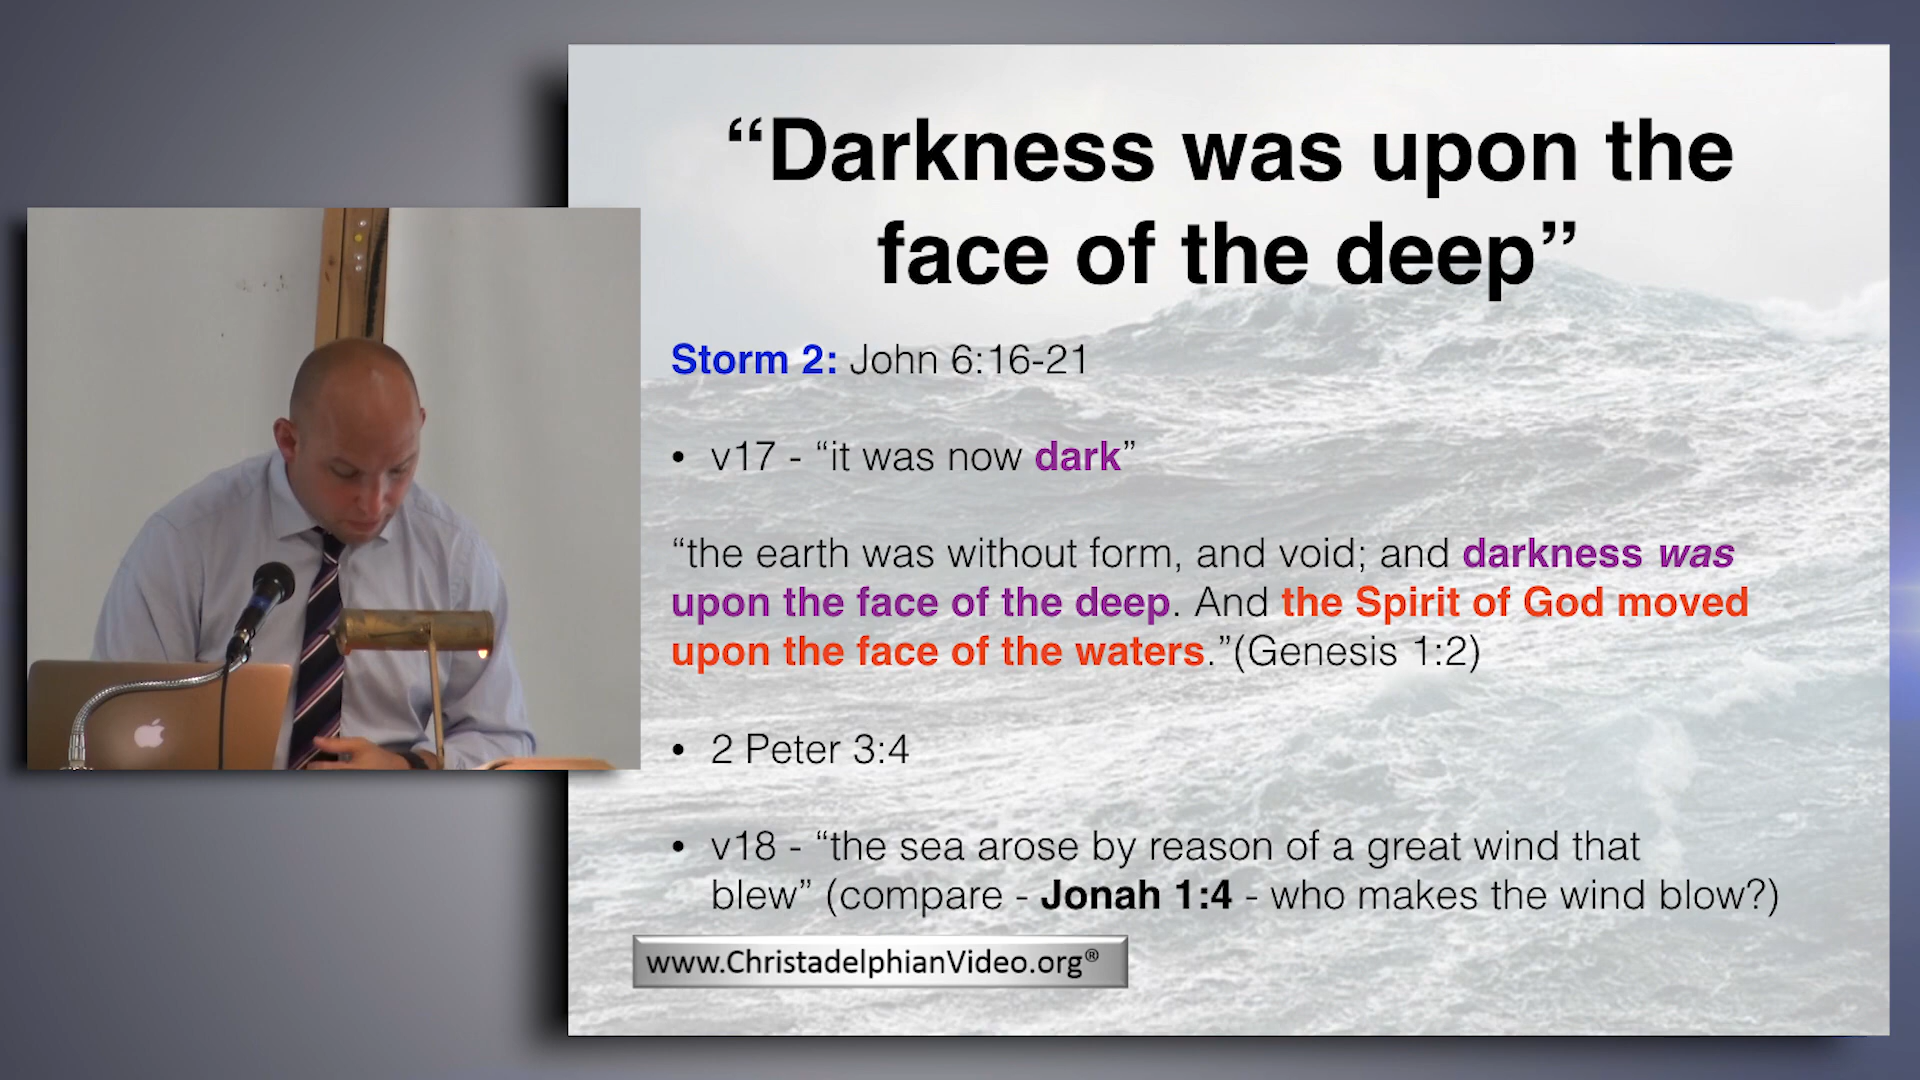 “Darkness was upon the
face of the deep”
Storm 2: John 6:16-21
• v17 - “it was now dark”
“the earth was without form, and void; and darkness was
upon the face of the deep. And the Spirit of God moved
upon the face of the waters.”(Genesis 1:2)
• 2 Peter 3:4
• v18 - “the sea arose by reason of a great wind that
blew” (compare - Jonah 1:4 - who makes the wind blow?)
www.ChristadelphianVideo.org®